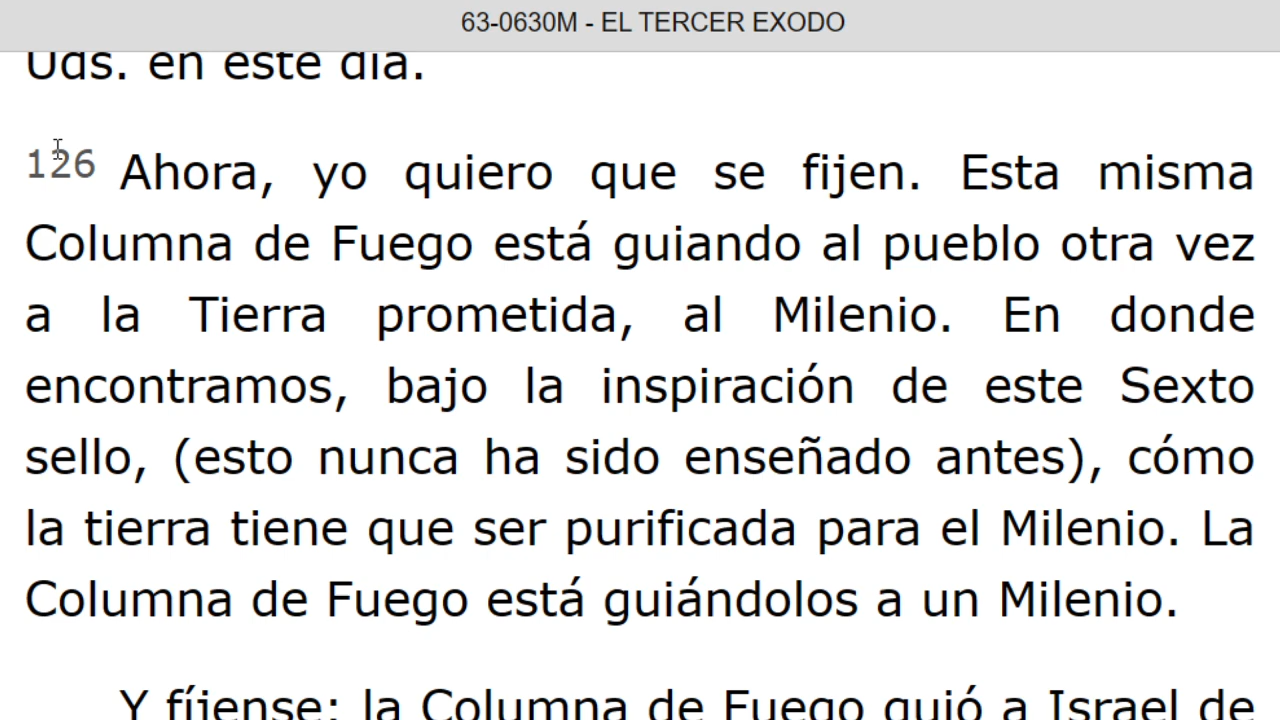 63-0630M - EL TERCER EXODO
Uds. en este día.
126 Ahora, yo quiero que se fijen. Esta misma
Columna de Fuego está guiando al pueblo otra vez
a la Tierra prometida, al Milenio. En donde
encontramos, bajo la inspiración de este Sexto
sello, (esto nunca ha sido enseñado antes), cómo
la tierra tiene que ser purificada para el Milenio. La
Columna de Fuego está guiándolos a un Milenio.
Y fíjense: la Columna de Fuego guió a Israel de